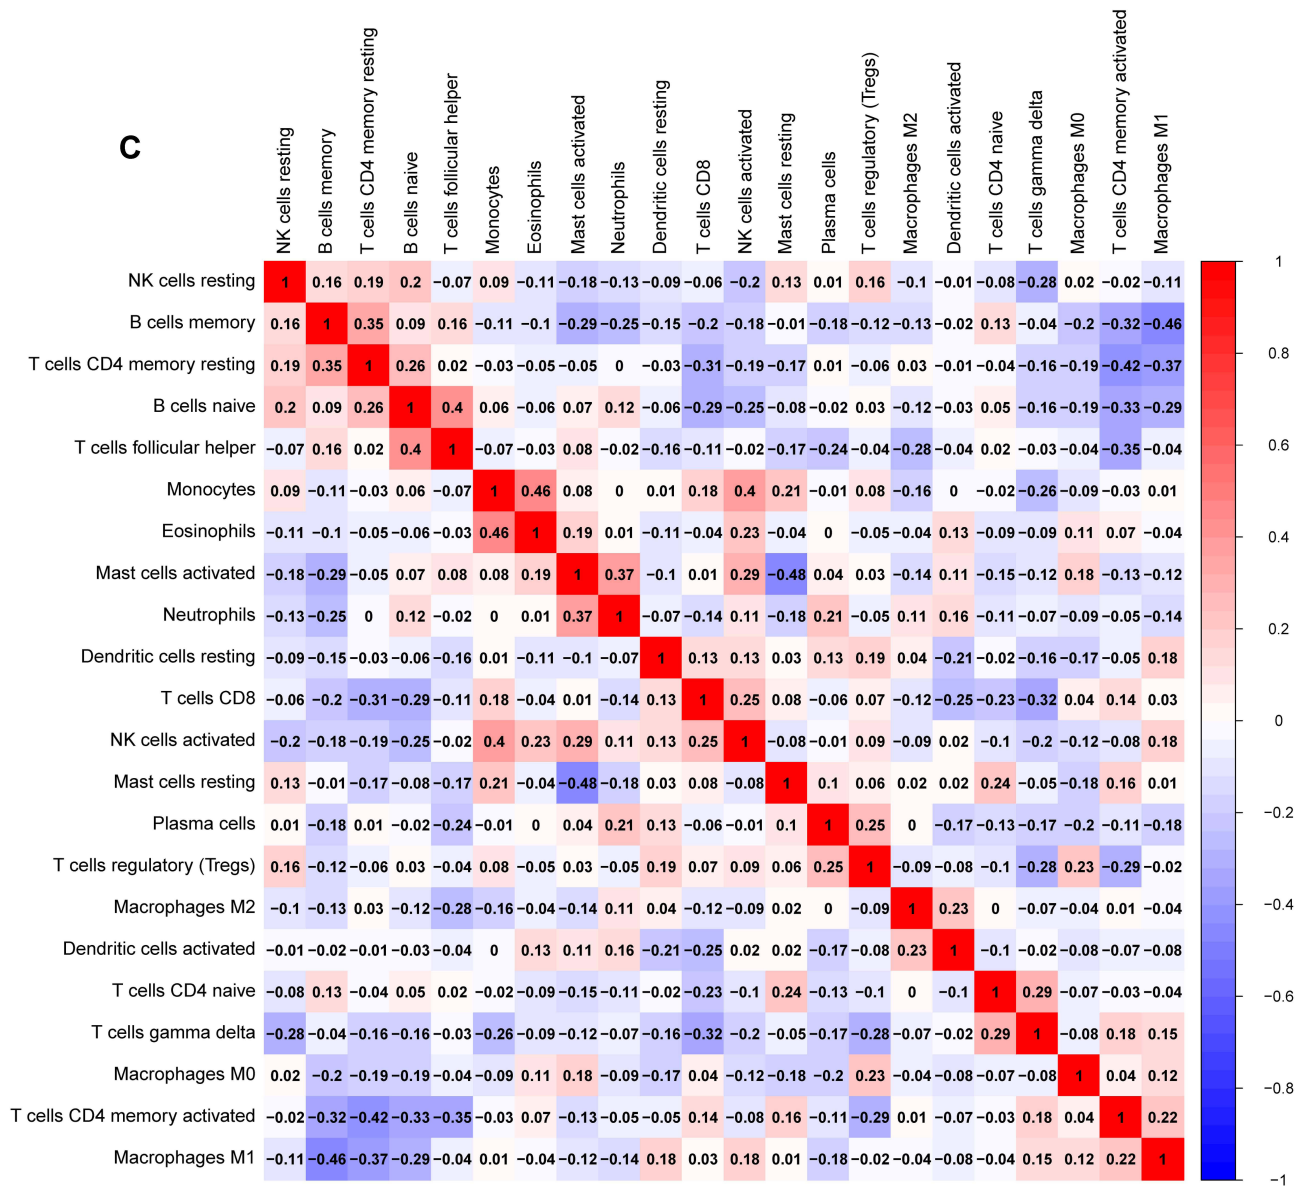 C
NK cells resting
B cells memory
T cells CD4 memory resting
B cells naive
T cells follicular helper
Monocytes
Eosinophils
Mast cells activated
Neutrophils
Dendritic cells resting
T cells CD8
NK cells activated
Mast cells resting
Plasma cells
T cells regulatory (Tregs)
Macrophages M2
Dendritic cells activated
T cells CD4 naive
T cells gamma delta
Macrophages M0
T cells CD4 memory activated
Macrophages M1
NK cells resting 1 0.16 0.19 0.2 −0.07 0.09 −0.11 −0.18 −0.13 −0.09 −0.06 −0.2 0.13 0.01 0.16 −0.1 −0.01 −0.08 −0.28 0.02 −0.02 −0.11
B cells memory 0.16 1 0.35 0.09 0.16 −0.11 −0.1 −0.29 −0.25 −0.15 −0.2 −0.18 −0.01 −0.18 −0.12 −0.13 −0.02 0.13 −0.04 −0.2 −0.32 −0.46
T cells CD4 memory resting 0.19 0.35 1 0.26 0.02 −0.03 −0.05 −0.05 0 −0.03 −0.31 −0.19 −0.17 0.01 −0.06 0.03 −0.01 −0.04 −0.16 −0.19 −0.42 −0.37
B cells naive 0.2 0.09 0.26 1 0.4 0.06 −0.06 0.07 0.12 −0.06 −0.29 −0.25 −0.08 −0.02 0.03 −0.12 −0.03 0.05 −0.16 −0.19 −0.33 −0.29
T cells follicular helper −0.07 0.16 0.02 0.4 1 −0.07 −0.03 0.08 −0.02 −0.16 −0.11 −0.02 −0.17 −0.24 −0.04 −0.28 −0.04 0.02 −0.03 −0.04 −0.35 −0.04
Monocytes 0.09 −0.11 −0.03 0.06 −0.07 1 0.46 0.08 0 0.01 0.18 0.4 0.21 −0.01 0.08 −0.16 0 −0.02 −0.26 −0.09 −0.03 0.01
Eosinophils −0.11 −0.1 −0.05 −0.06 −0.03 0.46 1 0.19 0.01 −0.11 −0.04 0.23 −0.04 0 −0.05 −0.04 0.13 −0.09 −0.09 0.11 0.07 −0.04
Mast cells activated −0.18 −0.29 −0.05 0.07 0.08 0.08 0.19 1 0.37 −0.1 0.01 0.29 −0.48 0.04 0.03 −0.14 0.11 −0.15 −0.12 0.18 −0.13 −0.12
Neutrophils −0.13 −0.25 0 0.12 −0.02 0 0.01 0.37 1 −0.07 −0.14 0.11 −0.18 0.21 −0.05 0.11 0.16 −0.11 −0.07 −0.09 −0.05 −0.14
Dendritic cells resting −0.09 −0.15 −0.03 −0.06 −0.16 0.01 −0.11 −0.1 −0.07 1 0.13 0.13 0.03 0.13 0.19 0.04 −0.21 −0.02 −0.16 −0.17 −0.05 0.18
T cells CD8 −0.06 −0.2 −0.31 −0.29 −0.11 0.18 −0.04 0.01 −0.14 0.13 1 0.25 0.08 −0.06 0.07 −0.12 −0.25 −0.23 −0.32 0.04 0.14 0.03
NK cells activated −0.2 −0.18 −0.19 −0.25 −0.02 0.4 0.23 0.29 0.11 0.13 0.25 1 −0.08 −0.01 0.09 −0.09 0.02 −0.1 −0.2 −0.12 −0.08 0.18
Mast cells resting 0.13 −0.01 −0.17 −0.08 −0.17 0.21 −0.04 −0.48 −0.18 0.03 0.08 −0.08 1 0.1 0.06 0.02 0.02 0.24 −0.05 −0.18 0.16 0.01
Plasma cells 0.01 −0.18 0.01 −0.02 −0.24 −0.01 0 0.04 0.21 0.13 −0.06 −0.01 0.1 1 0.25 0 −0.17 −0.13 −0.17 −0.2 −0.11 −0.18
T cells regulatory (Tregs) 0.16 −0.12 −0.06 0.03 −0.04 0.08 −0.05 0.03 −0.05 0.19 0.07 0.09 0.06 0.25 1 −0.09 −0.08 −0.1 −0.28 0.23 −0.29 −0.02
Macrophages M2 −0.1 −0.13 0.03 −0.12 −0.28 −0.16 −0.04 −0.14 0.11 0.04 −0.12 −0.09 0.02 0 −0.09 1 0.23 0 −0.07 −0.04 0.01 −0.04
Dendritic cells activated −0.01 −0.02 −0.01 −0.03 −0.04 0 0.13 0.11 0.16 −0.21 −0.25 0.02 0.02 −0.17 −0.08 0.23 1 −0.1 −0.02 −0.08 −0.07 −0.08
T cells CD4 naive −0.08 0.13 −0.04 0.05 0.02 −0.02 −0.09 −0.15 −0.11 −0.02 −0.23 −0.1 0.24 −0.13 −0.1 0 −0.1 1 0.29 −0.07 −0.03 −0.04
T cells gamma delta −0.28 −0.04 −0.16 −0.16 −0.03 −0.26 −0.09 −0.12 −0.07 −0.16 −0.32 −0.2 −0.05 −0.17 −0.28 −0.07 −0.02 0.29 1 −0.08 0.18 0.15
Macrophages M0 0.02 −0.2 −0.19 −0.19 −0.04 −0.09 0.11 0.18 −0.09 −0.17 0.04 −0.12 −0.18 −0.2 0.23 −0.04 −0.08 −0.07 −0.08 1 0.04 0.12
T cells CD4 memory activated −0.02 −0.32 −0.42 −0.33 −0.35 −0.03 0.07 −0.13 −0.05 −0.05 0.14 −0.08 0.16 −0.11 −0.29 0.01 −0.07 −0.03 0.18 0.04 1 0.22
Macrophages M1 −0.11 −0.46 −0.37 −0.29 −0.04 0.01 −0.04 −0.12 −0.14 0.18 0.03 0.18 0.01 −0.18 −0.02 −0.04 −0.08 −0.04 0.15 0.12 0.22 1
1
0.8
0.6
0.4
0.2
0
−0.2
−0.4
−0.6
−0.8
−1